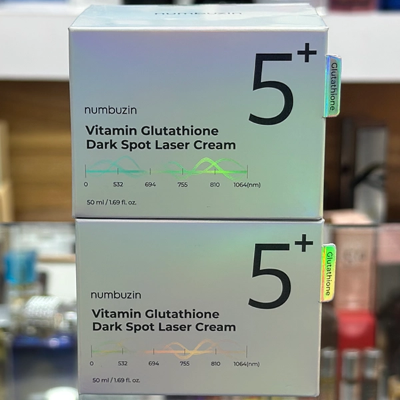 numbuzin
5+
Glutathione
numbuzin
Vitamin Glutathione
Dark Spot Laser Cream
0 532 694 755 810 1064(nm)
50 ml / 1.69 fl. oz.
5+
Glutathione
numbuzin
Vitamin Glutathione
Dark Spot Laser Cream
0 532 694 755 810 1064(nm)
50 ml / 1.69 fl. oz.